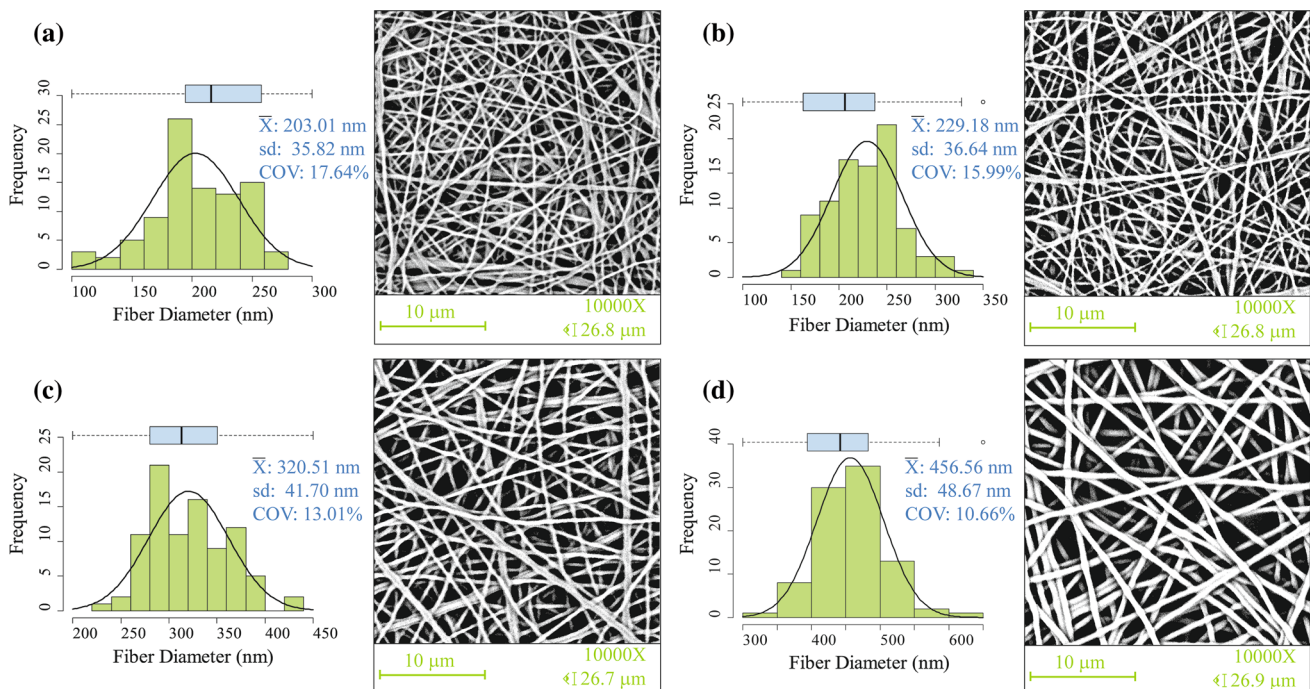 (a)
Frequency
0
5
10
15
20
25
30
X̅: 203.01 nm
sd: 35.82 nm
COV: 17.64%
100 150 200 250 300
Fiber Diameter (nm)
10 μm
10000X
26.8 μm
(b)
Frequency
0
5
10
15
20
25
X̅: 229.18 nm
sd: 36.64 nm
COV: 15.99%
100 150 200 250 300 350
Fiber Diameter (nm)
10 μm
10000X
26.8 μm
(c)
Frequency
0
5
10
15
20
25
X̅: 320.51 nm
sd: 41.70 nm
COV: 13.01%
200 250 300 350 400 450
Fiber Diameter (nm)
10 μm
10000X
26.7 μm
(d)
Frequency
0
10
20
30
40
X̅: 456.56 nm
sd: 48.67 nm
COV: 10.66%
300 400 500 600
Fiber Diameter (nm)
10 μm
10000X
26.9 μm